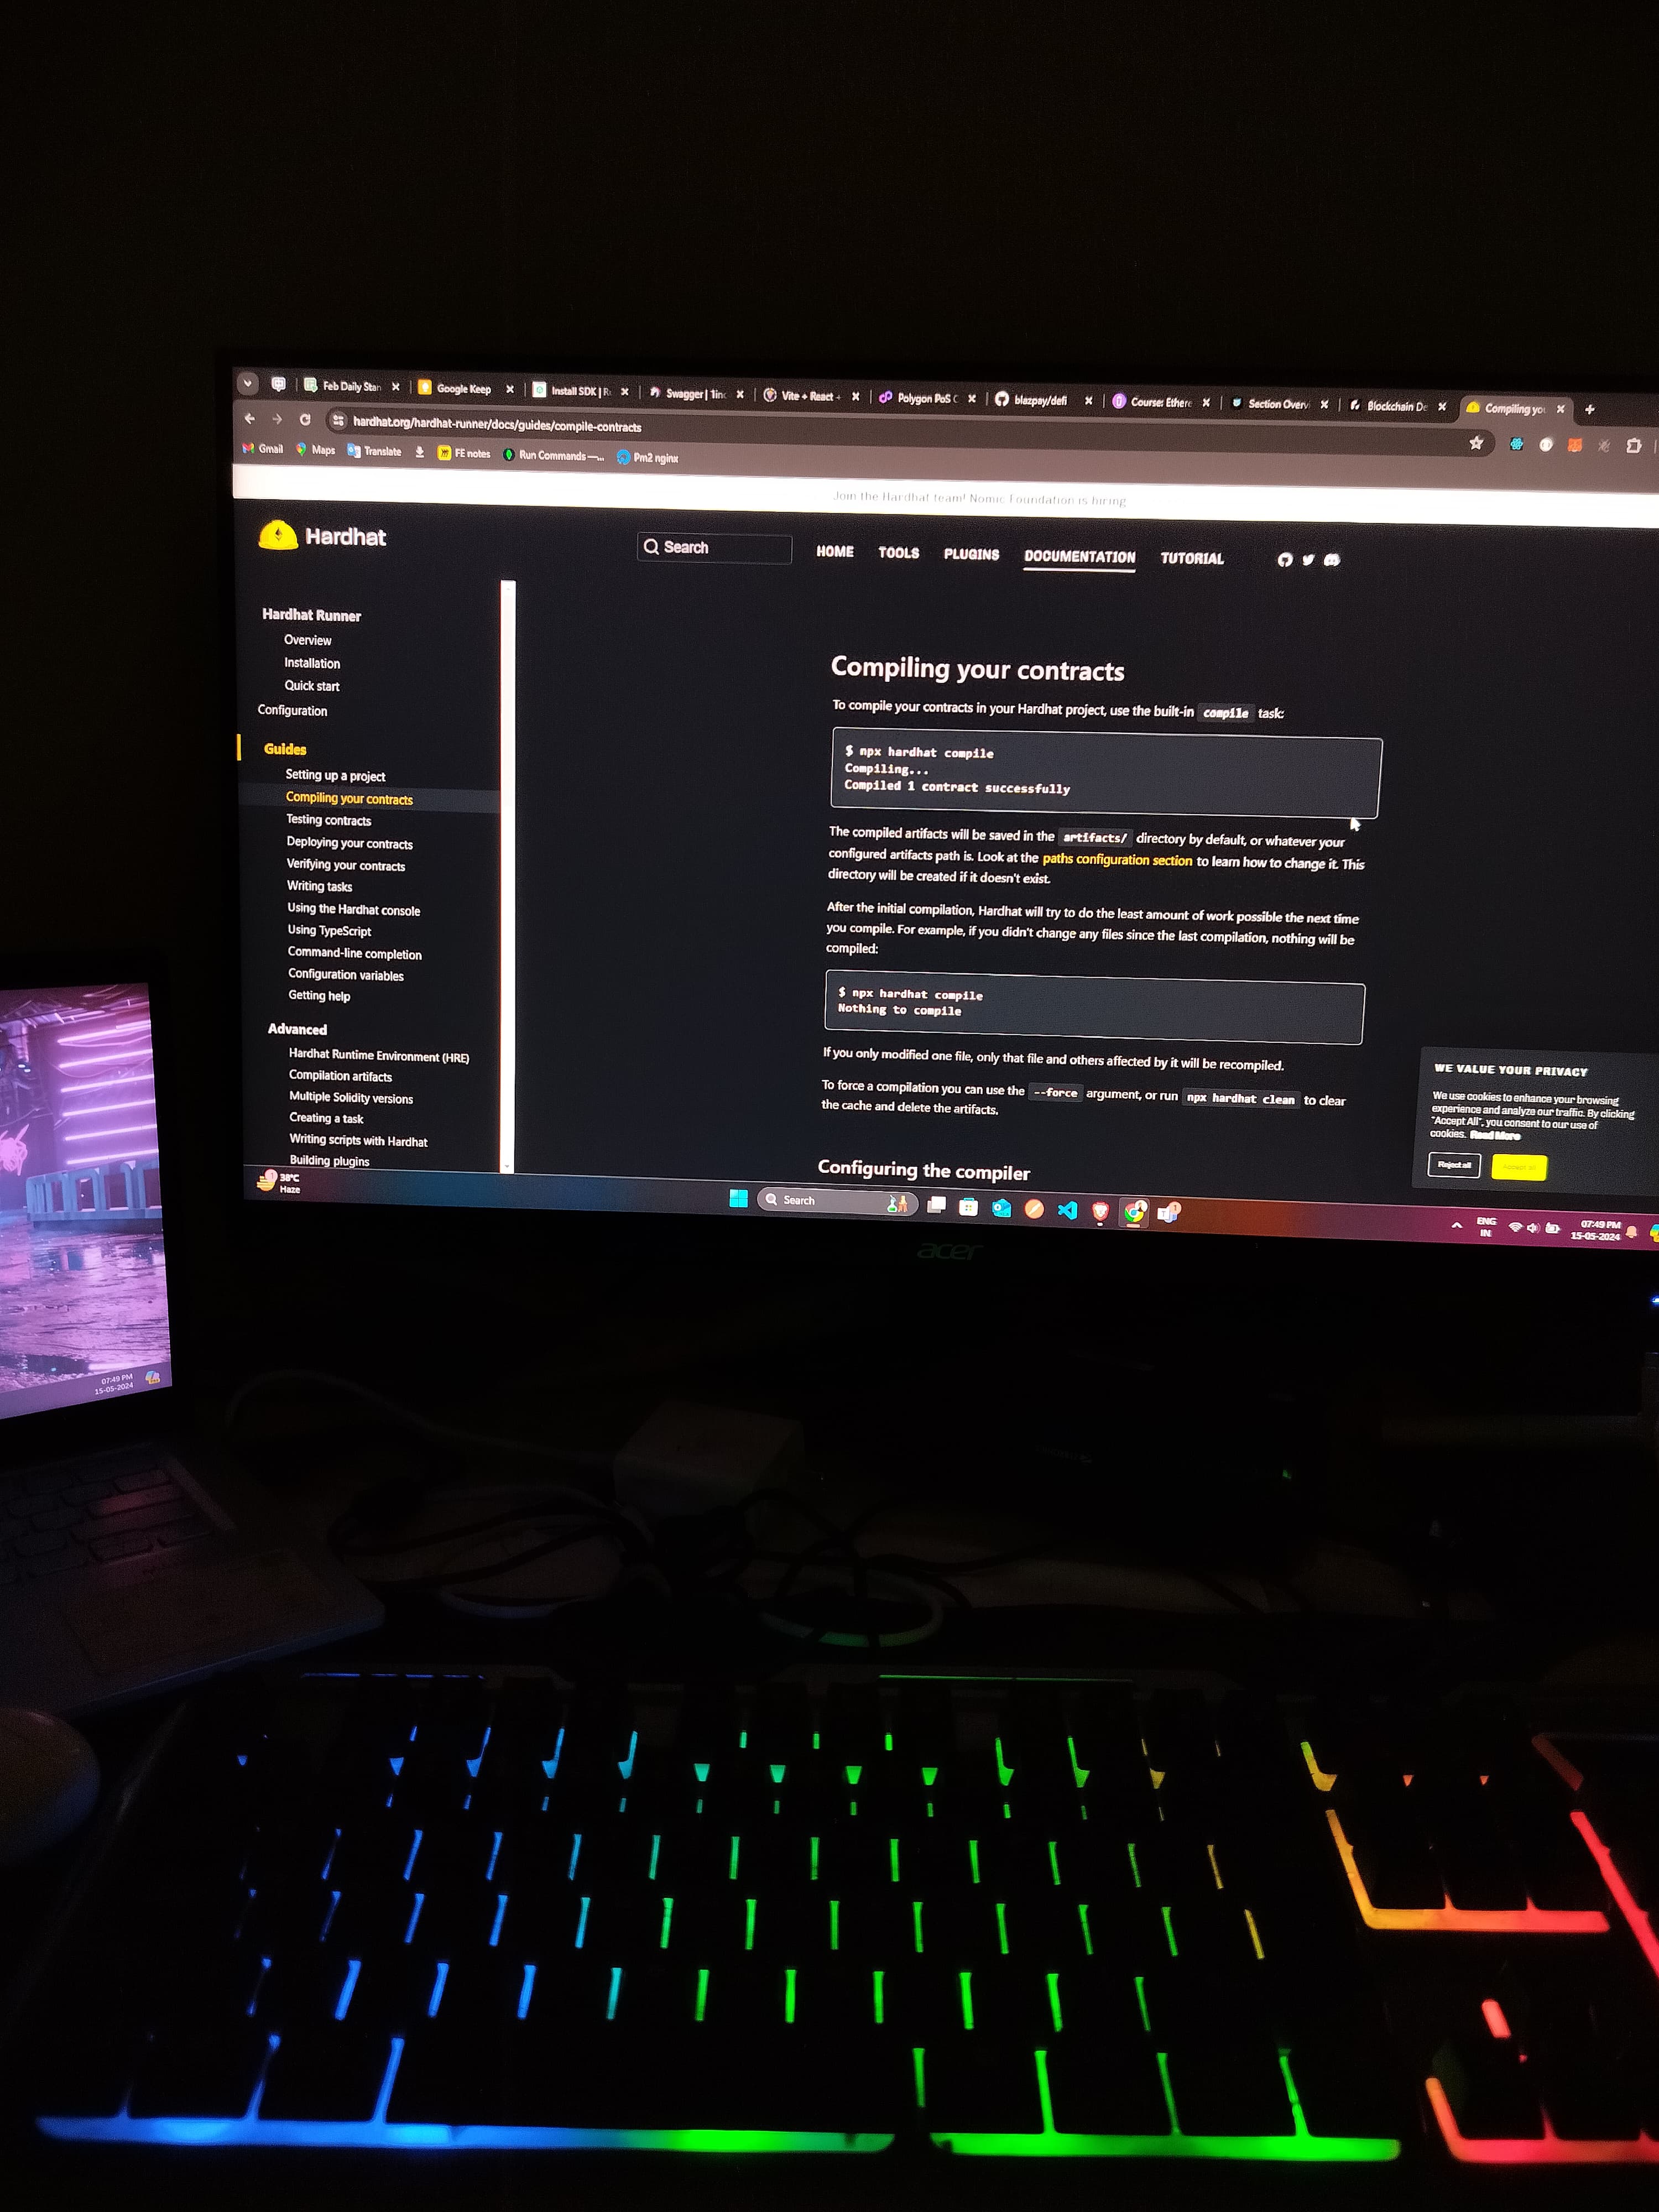 Feb Daily Stan
Google Keep
Install SDK | R
Swagger | 1inc
Vite + React +
Polygon PoS C
blazpay/defi
Course: Ethere
Section Overv
Blockchain De
Compiling you
hardhat.org/hardhat-runner/docs/guides/compile-contracts
Gmail
Maps
Translate
FE notes
Run Commands —...
Pm2 nginx
Join the Hardhat team! Nomic Foundation is hiring
Hardhat
Search
HOME
TOOLS
PLUGINS
DOCUMENTATION
TUTORIAL
Hardhat Runner
Overview
Installation
Quick start
Configuration
Guides
Setting up a project
Compiling your contracts
Testing contracts
Deploying your contracts
Verifying your contracts
Writing tasks
Using the Hardhat console
Using TypeScript
Command-line completion
Configuration variables
Getting help
Advanced
Hardhat Runtime Environment (HRE)
Compilation artifacts
Multiple Solidity versions
Creating a task
Writing scripts with Hardhat
Building plugins
Compiling your contracts
To compile your contracts in your Hardhat project, use the built-in compile task:
$ npx hardhat compile
Compiling...
Compiled 1 contract successfully
The compiled artifacts will be saved in the artifacts/ directory by default, or whatever your
configured artifacts path is. Look at the paths configuration section to learn how to change it. This
directory will be created if it doesn't exist.
After the initial compilation, Hardhat will try to do the least amount of work possible the next time
you compile. For example, if you didn't change any files since the last compilation, nothing will be
compiled:
$ npx hardhat compile
Nothing to compile
If you only modified one file, only that file and others affected by it will be recompiled.
To force a compilation you can use the --force argument, or run npx hardhat clean to clear
the cache and delete the artifacts.
Configuring the compiler
WE VALUE YOUR PRIVACY
We use cookies to enhance your browsing
experience and analyze our traffic. By clicking
"Accept All", you consent to our use of
cookies. Read More
Reject all
Accept all
38°C
Haze
Search
ENG
IN
07:49 PM
15-05-2024
acer
07:49 PM
15-05-2024